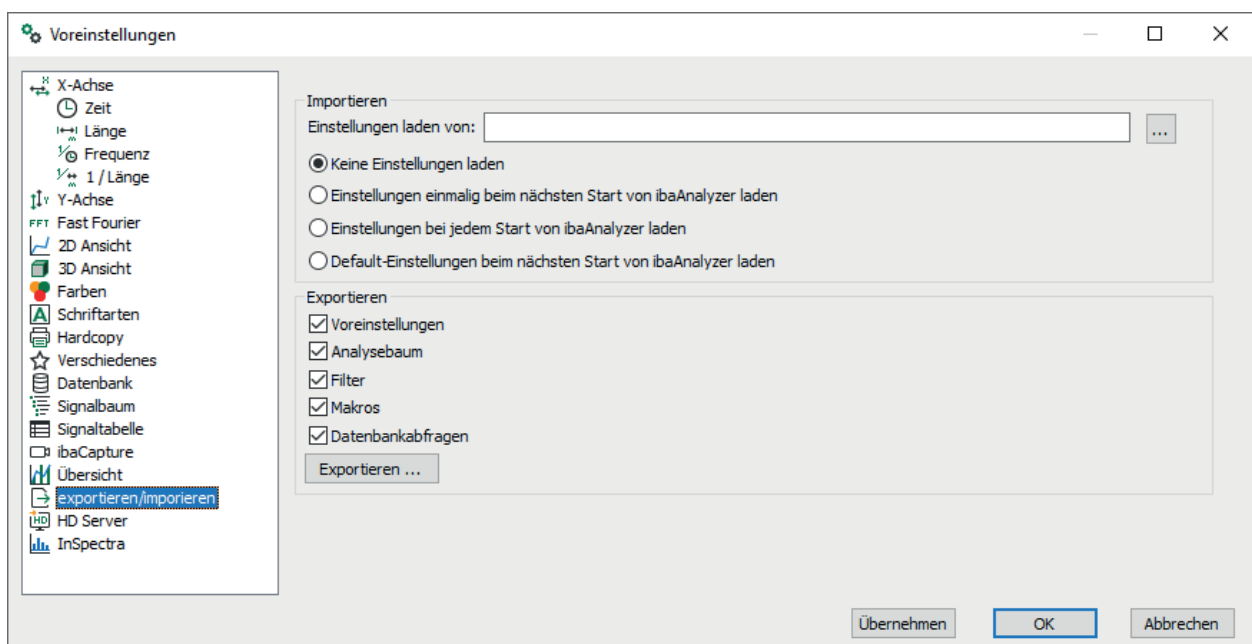 Voreinstellungen
X-Achse
Zeit
Länge
Frequenz
1 / Länge
Y-Achse
FFT Fast Fourier
2D Ansicht
3D Ansicht
Farben
Schriftarten
Hardcopy
Verschiedenes
Datenbank
Signalbaum
Signaltabelle
ibaCapture
Übersicht
exportieren/imporieren
HD HD Server
InSpectra
Importieren
Einstellungen laden von: ...
Keine Einstellungen laden
Einstellungen einmalig beim nächsten Start von ibaAnalyzer laden
Einstellungen bei jedem Start von ibaAnalyzer laden
Default-Einstellungen beim nächsten Start von ibaAnalyzer laden
Exportieren
Voreinstellungen
Analysebaum
Filter
Makros
Datenbankabfragen
Exportieren ...
Übernehmen OK Abbrechen